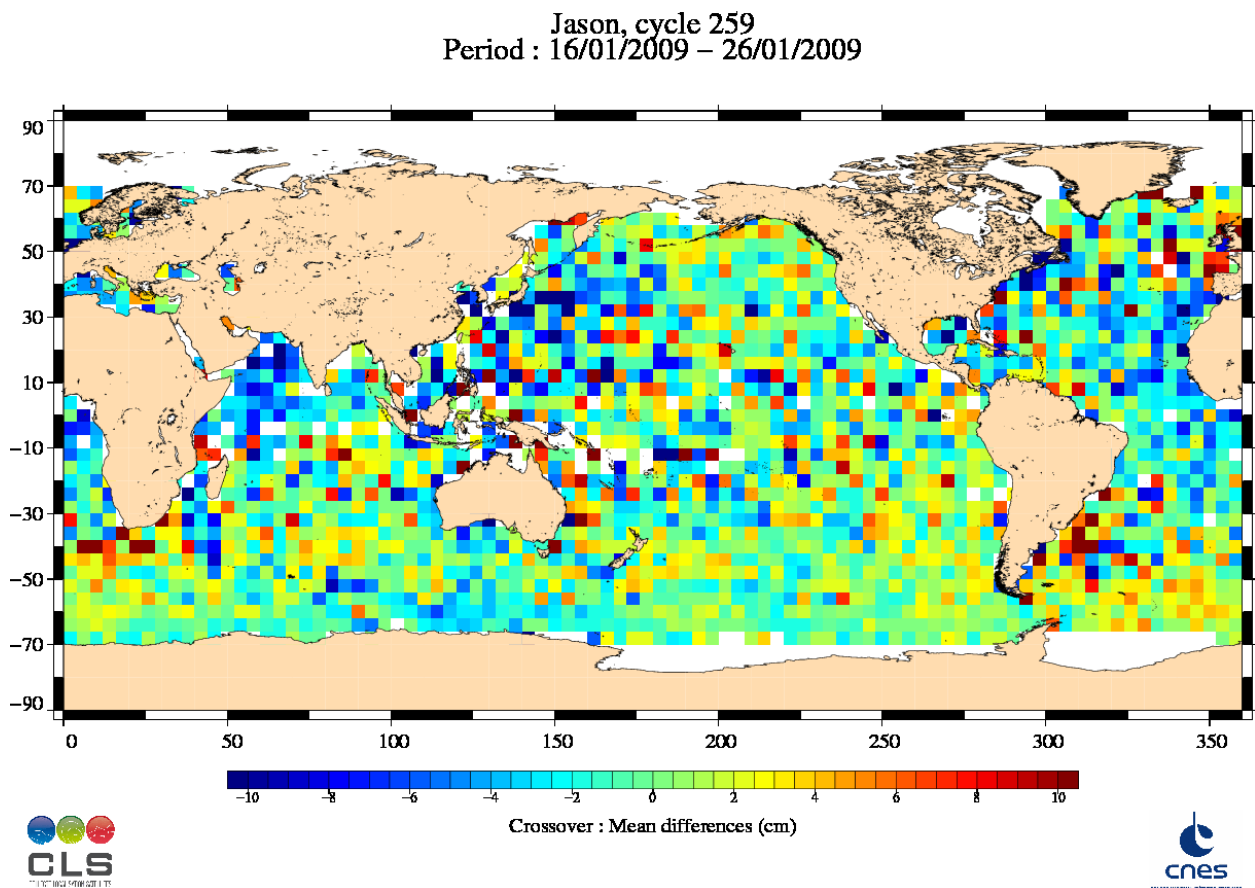 Jason, cycle 259
Period : 16/01/2009 – 26/01/2009
90
70
50
30
10
−10
−30
−50
−70
−90
0 50 100 150 200 250 300 350
−10 −8 −6 −4 −2 0 2 4 6 8 10
Crossover : Mean differences (cm)
CLS
cnes